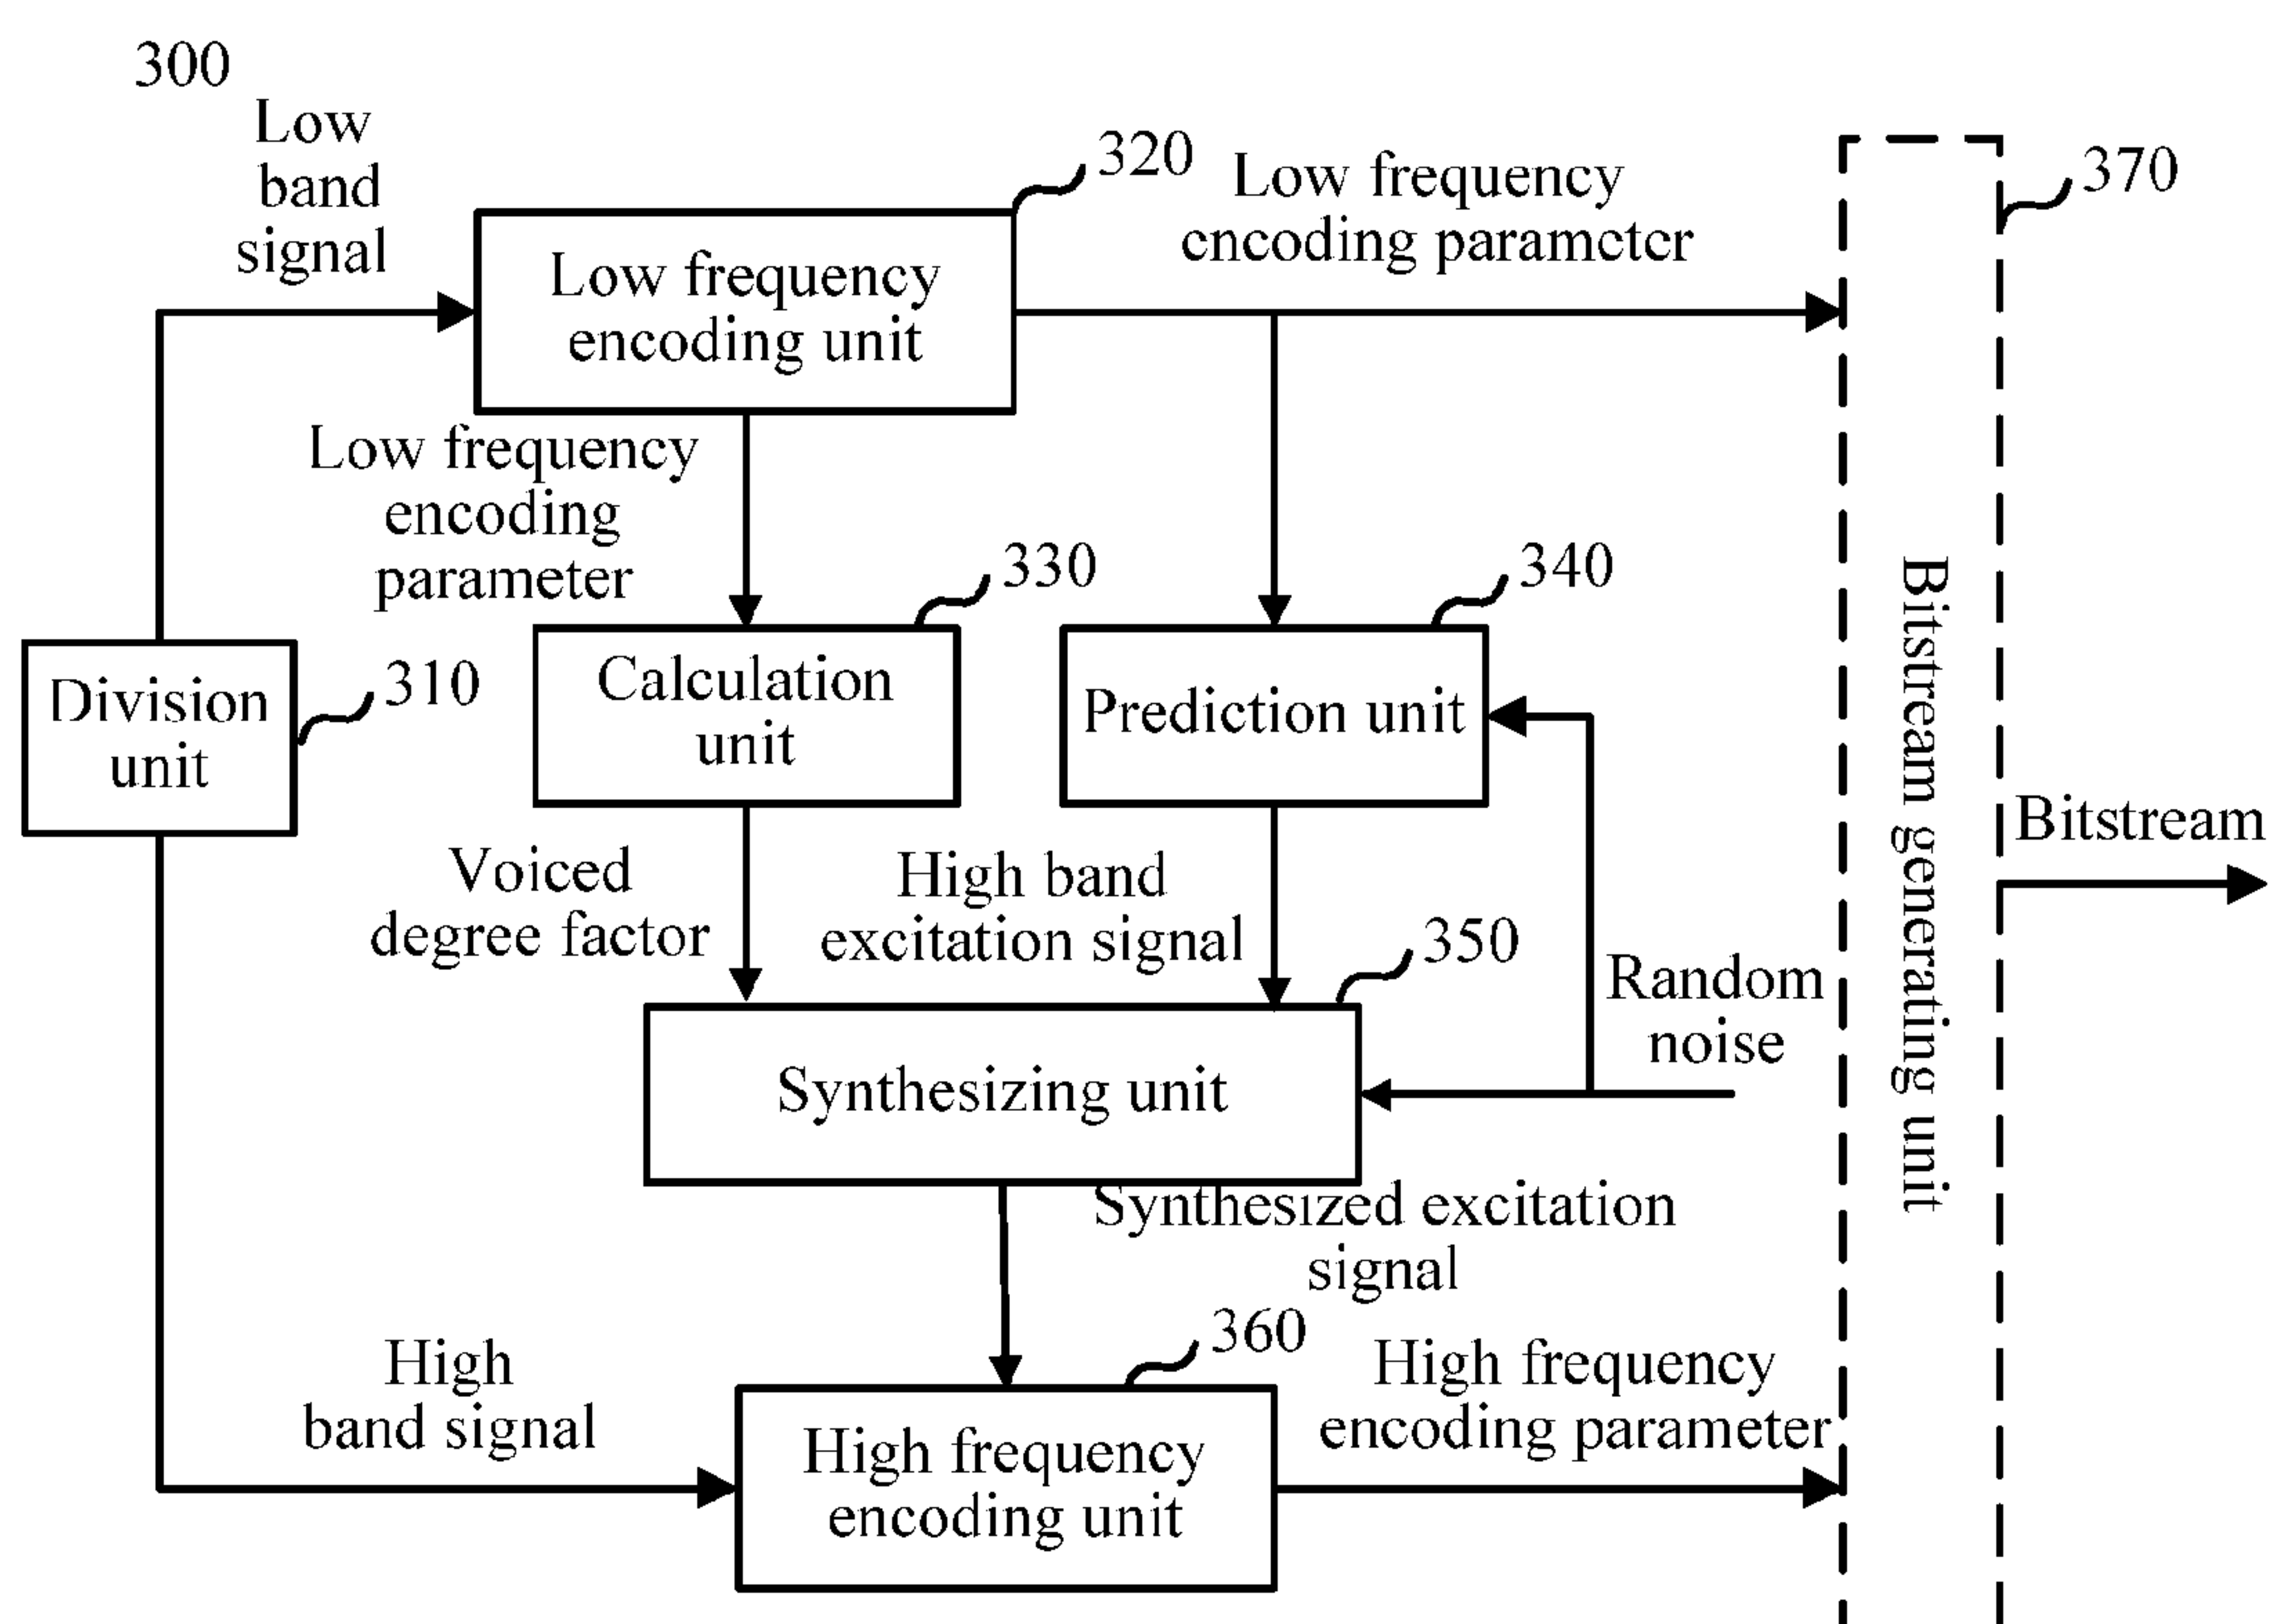 300
Low
band
signal
320
Low frequency
encoding parameter
370
Low frequency
encoding unit
Low frequency
encoding
parameter
330
340
Division
unit
310
Calculation
unit
Prediction unit
Bitstream generating unit
Bitstream
Voiced
degree factor
High band
excitation signal
350
Random
noise
Synthesizing unit
Synthesized excitation
signal
360
High
band signal
High frequency
encoding unit
High frequency
encoding parameter